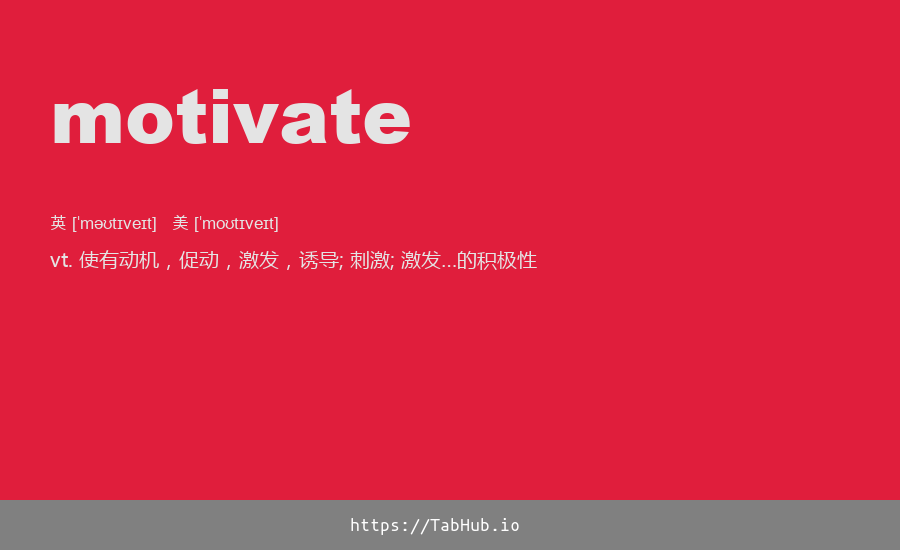 motivate
英 [ˈməʊtɪveɪt]   美 [ˈmoʊtɪveɪt]
vt. 使有动机，促动，激发，诱导; 刺激; 激发…的积极性
https://TabHub.io